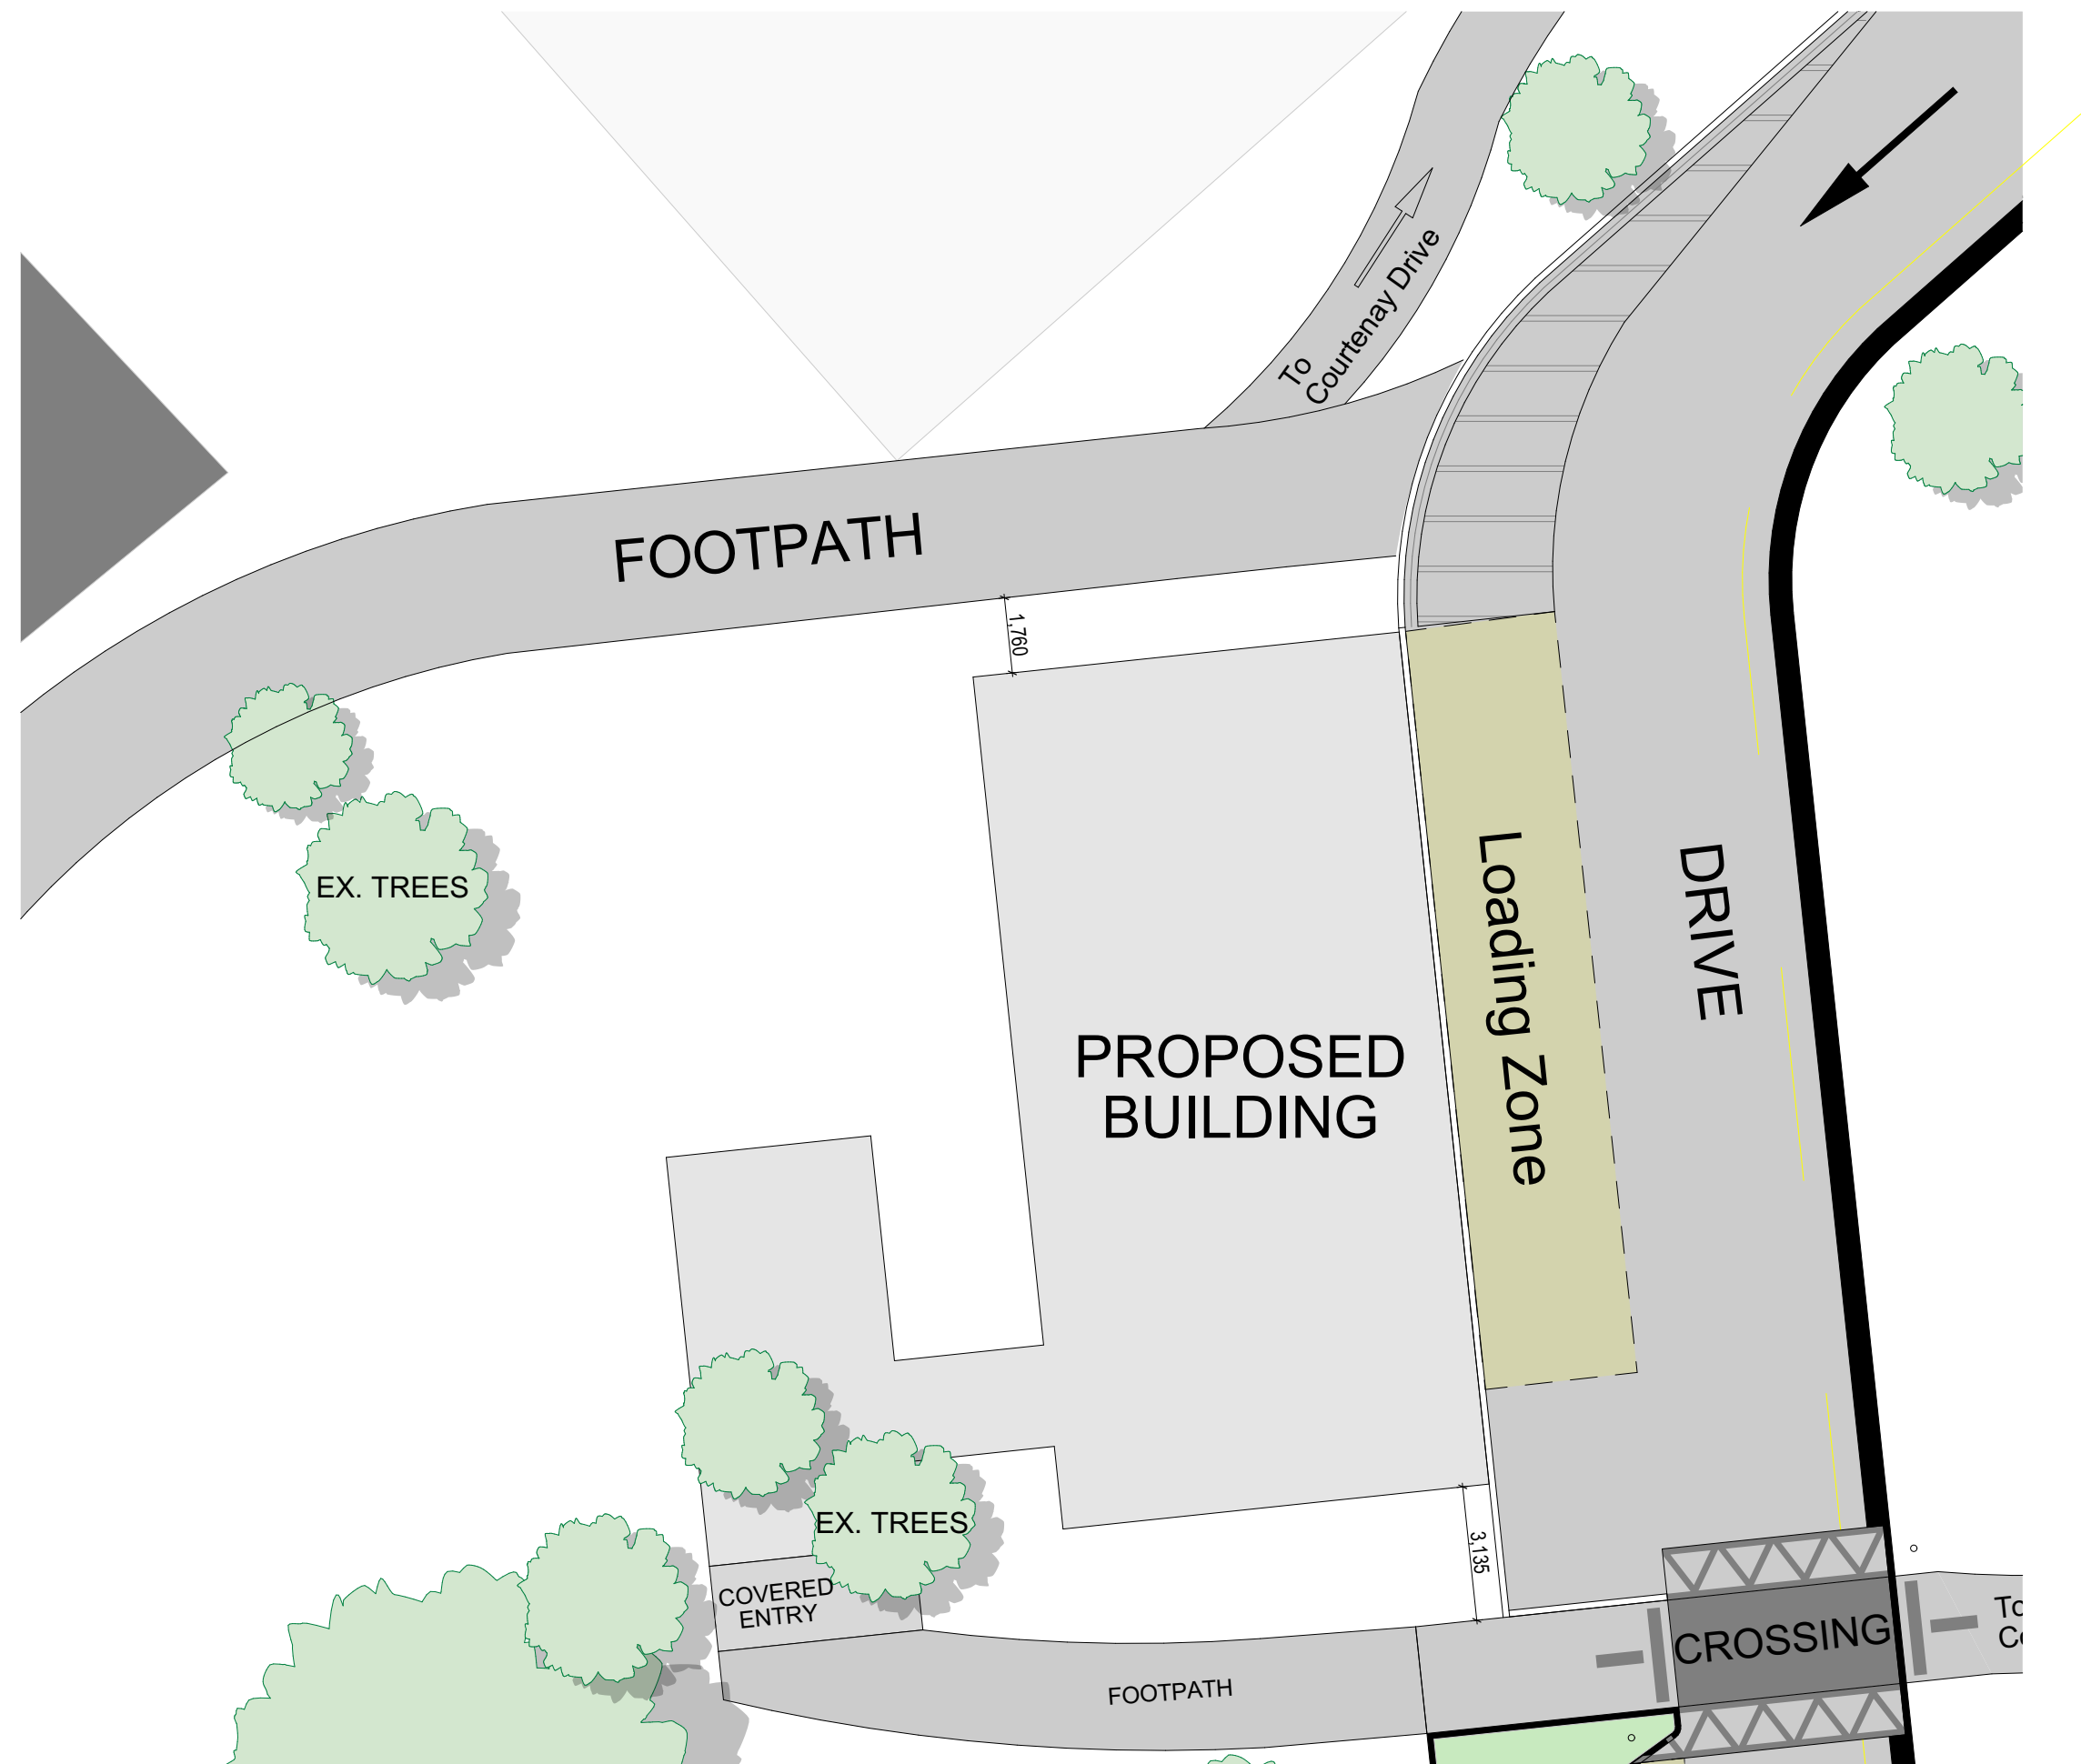 To
Courtenay Drive
FOOTPATH
1,760
EX. TREES
Loading Zone
DRIVE
PROPOSED
BUILDING
EX. TREES
3,135
COVERED
ENTRY
CROSSING
To
FOOTPATH